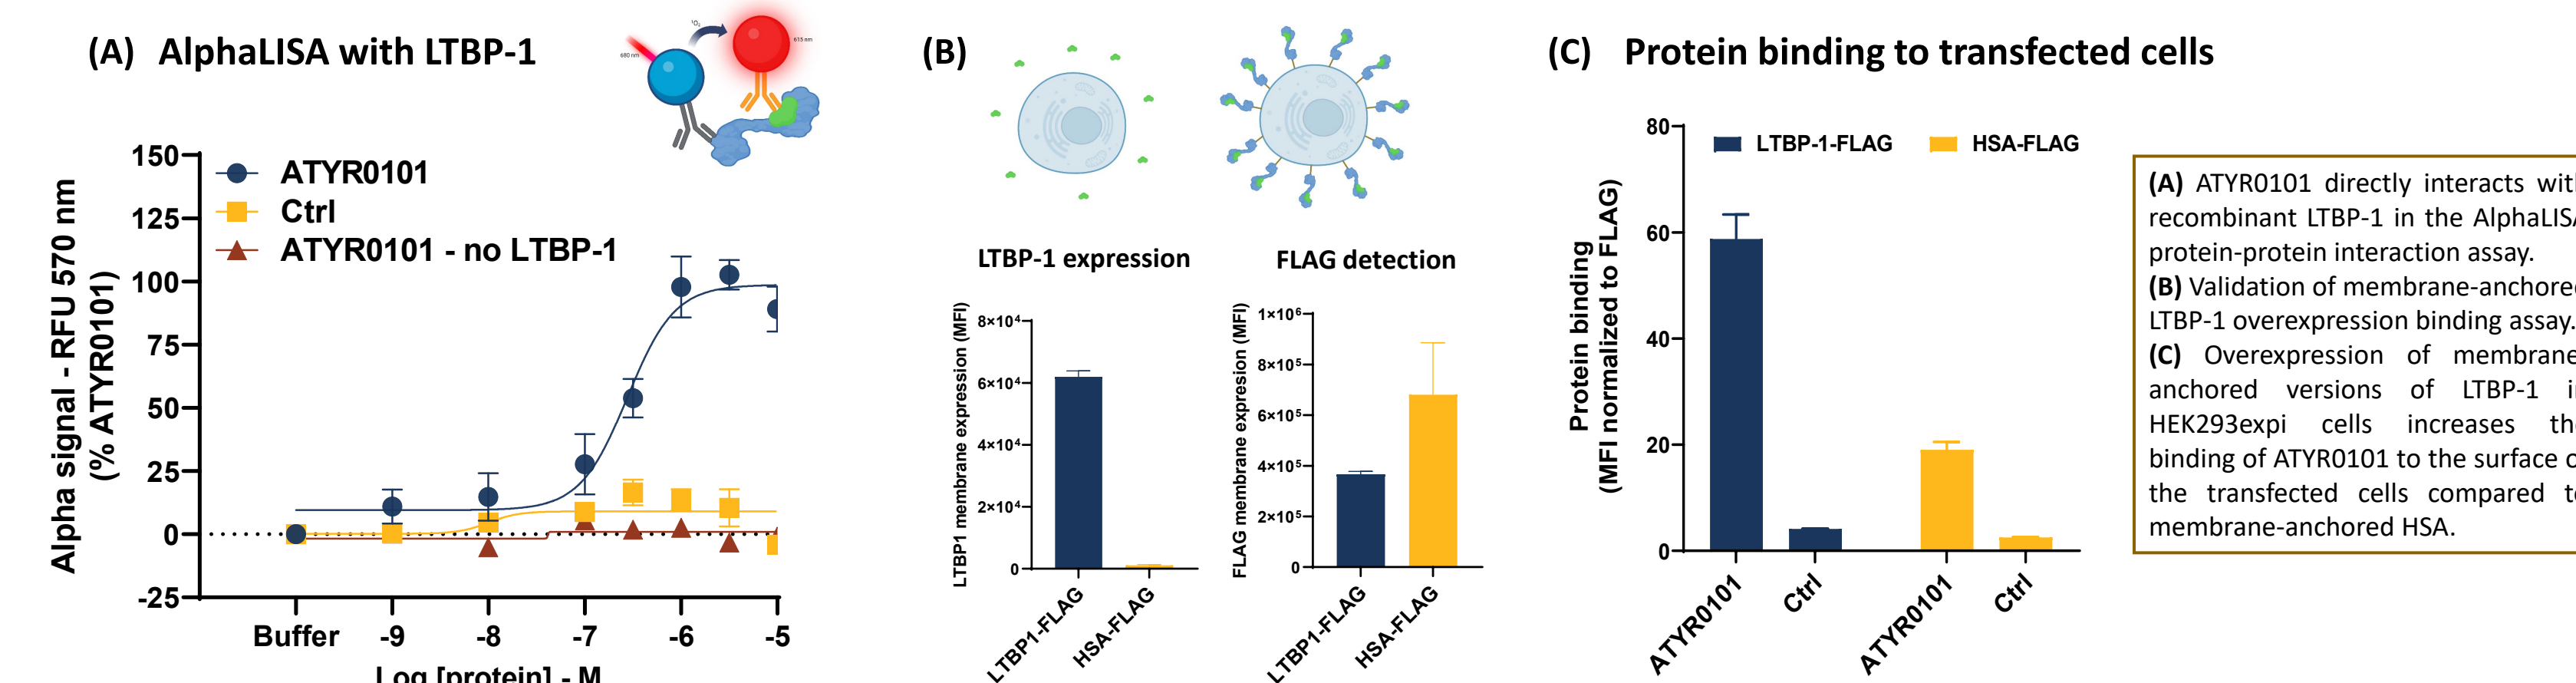 (A) AlphaLISA with LTBP-1
¹O₂
680 nm
615 nm
Alpha signal - RFU 570 nm
(% ATYR0101)
150
125
100
75
50
25
0
-25
ATYR0101
Ctrl
ATYR0101 - no LTBP-1
Buffer -9 -8 -7 -6 -5
Log [protein] - M
(B)
LTBP-1 expression
LTBP1 membrane expression (MFI)
8×10⁴
6×10⁴
4×10⁴
2×10⁴
0
LTBP1-FLAG
HSA-FLAG
FLAG detection
FLAG membrane expresion (MFI)
1×10⁶
8×10⁵
6×10⁵
4×10⁵
2×10⁵
0
LTBP1-FLAG
HSA-FLAG
(C) Protein binding to transfected cells
Protein binding
(MFI normalized to FLAG)
80
60
40
20
0
LTBP-1-FLAG
HSA-FLAG
ATYR0101
Ctrl
ATYR0101
Ctrl
(A) ATYR0101 directly interacts wit
recombinant LTBP-1 in the AlphaLIS
protein-protein interaction assay.
(B) Validation of membrane-anchore
LTBP-1 overexpression binding assay.
(C) Overexpression of membrane
anchored versions of LTBP-1 i
HEK293expi cells increases th
binding of ATYR0101 to the surface o
the transfected cells compared t
membrane-anchored HSA.